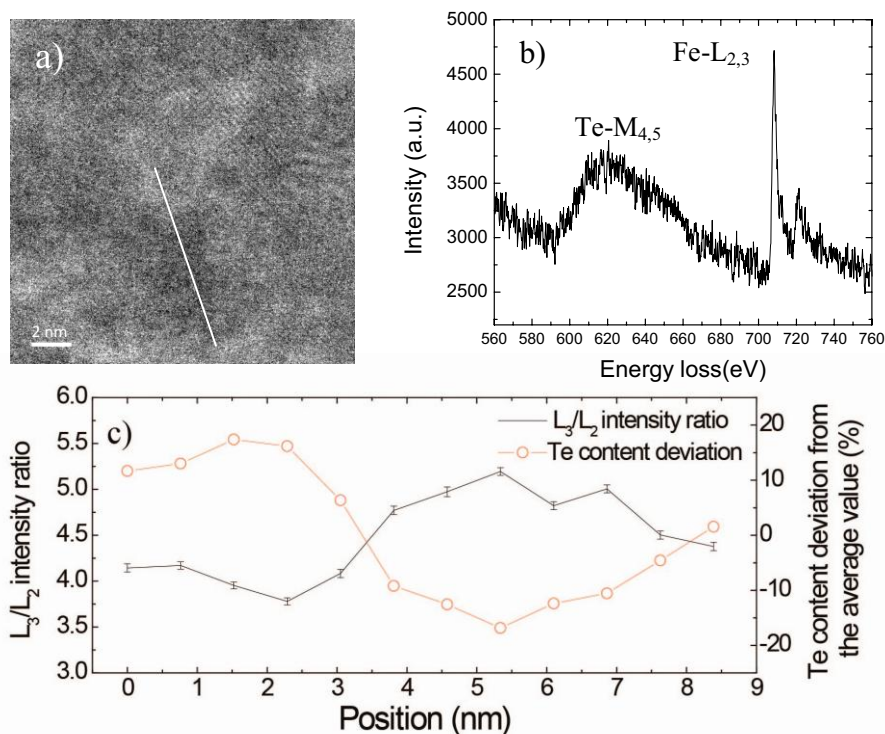 a)
2 nm
b)
Fe-L2,3
Te-M4,5
5000
4500
4000
3500
3000
2500
Intensity (a.u.)
560 580 600 620 640 660 680 700 720 740 760
Energy loss(eV)
c)
L3/L2 intensity ratio
Te content deviation
6.0
5.5
5.0
4.5
4.0
3.5
3.0
L3/L2 intensity ratio
20
10
0
-10
-20
Te content deviation from
the average value (%)
0 1 2 3 4 5 6 7 8 9
Position (nm)